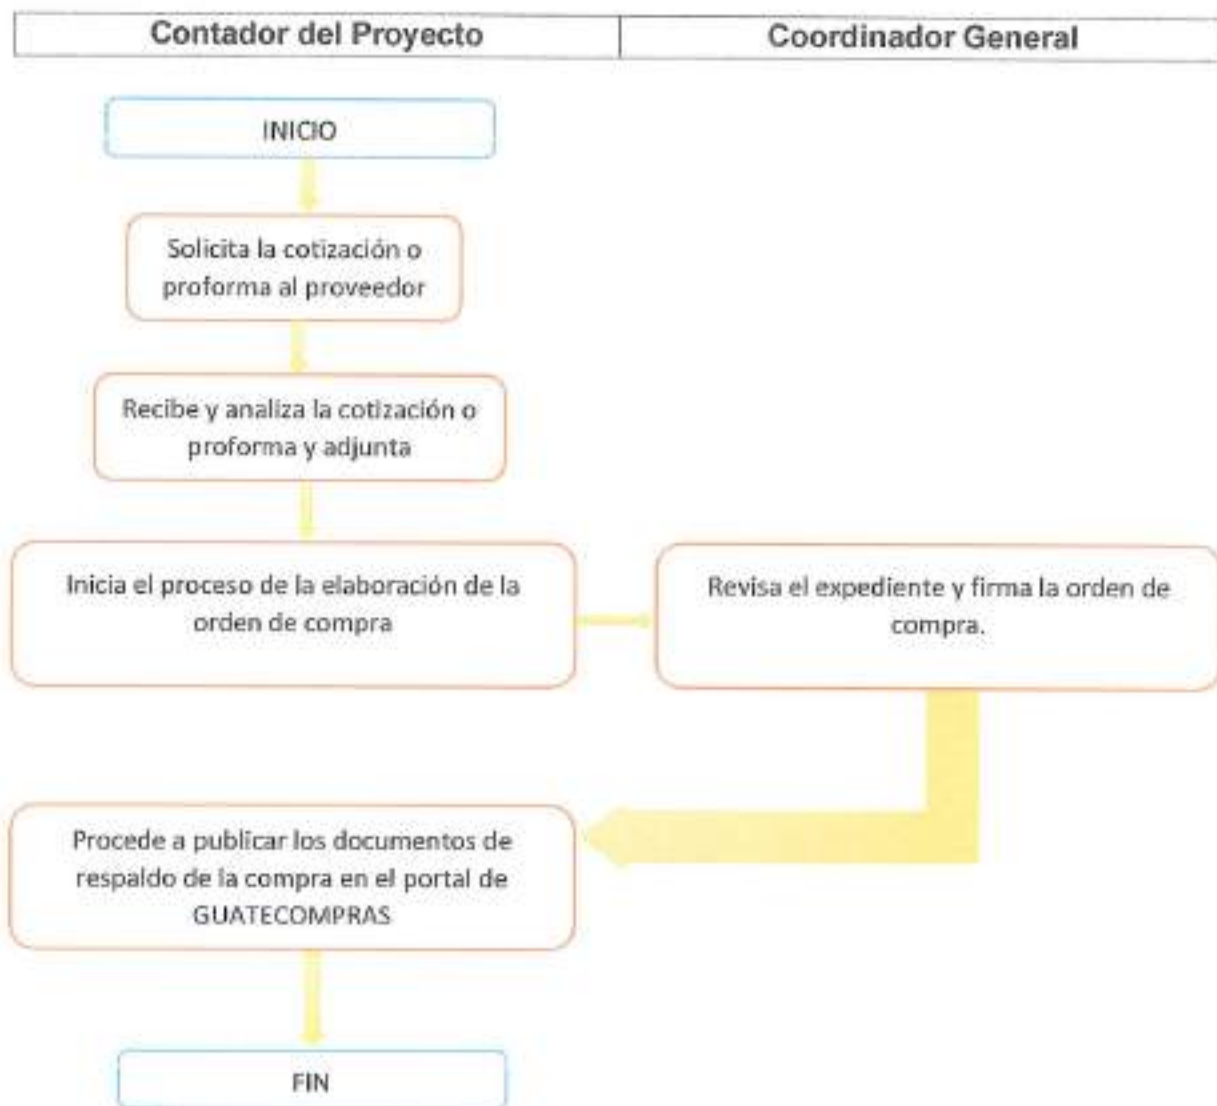 Contador del Proyecto
Coordinador General
INICIO
Solicita la cotización o
proforma al proveedor
Recibe y analiza la cotización o
proforma y adjunta
Inicia el proceso de la elaboración de la
orden de compra
Revisa el expediente y firma la orden de
compra.
Procede a publicar los documentos de
respaldo de la compra en el portal de
GUATECOMPRAS
FIN